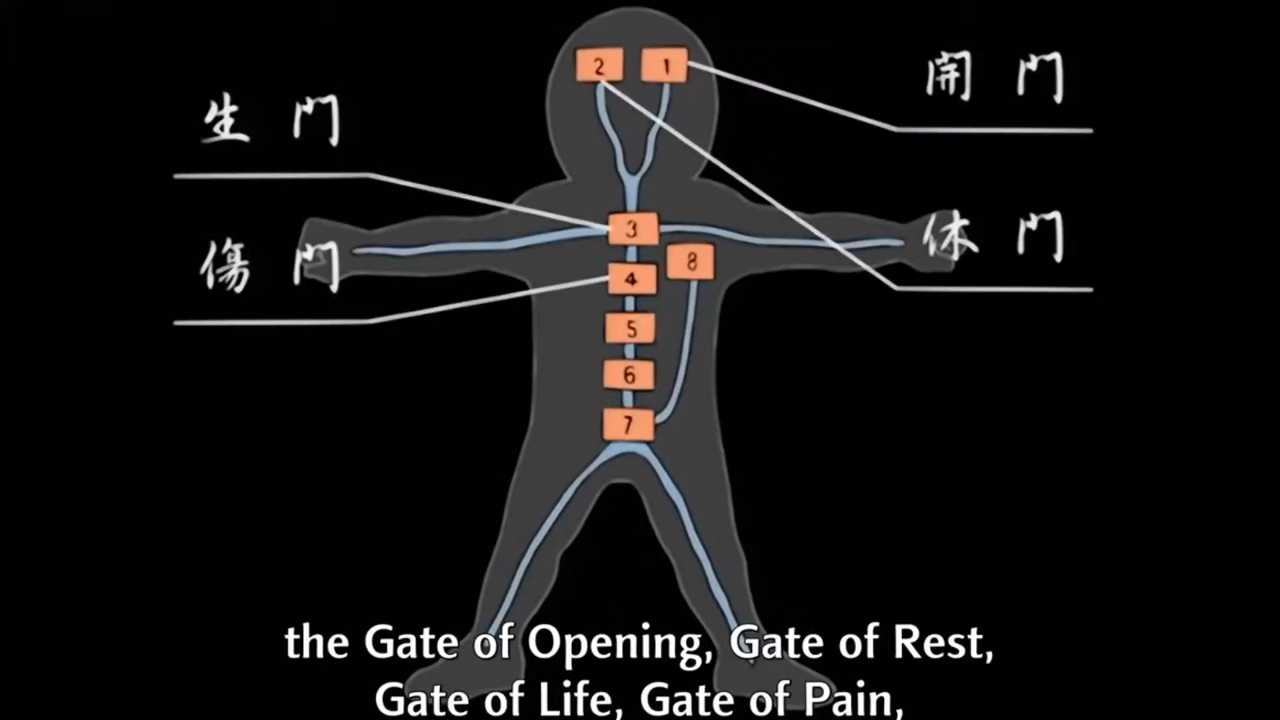 2 1
開門
生門
3
休門
傷門
8
4
5
6
7
the Gate of Opening, Gate of Rest,
Gate of Life, Gate of Pain,